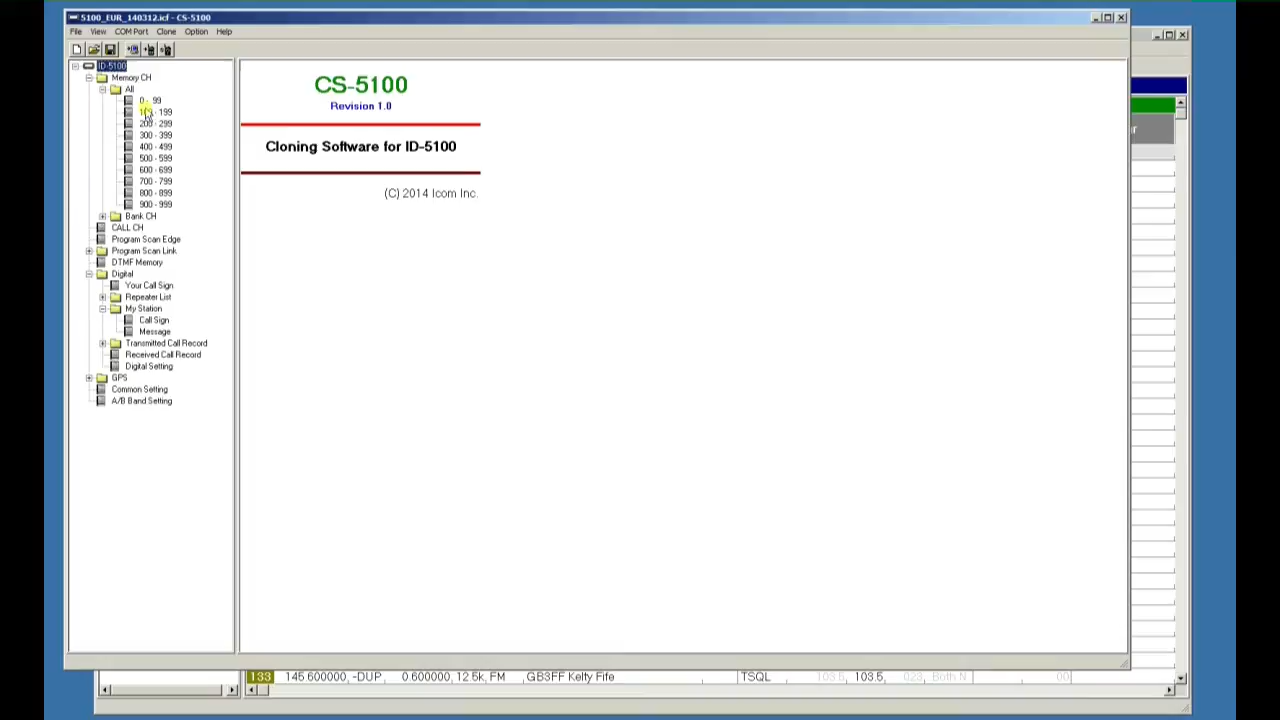 5100_EUR_140312.icf - CS-5100
File View COM Port Clone Option Help
ID-5100
Memory CH
All
0 - 99
100 - 199
200 - 299
300 - 399
400 - 499
500 - 599
600 - 699
700 - 799
800 - 899
900 - 999
Bank CH
CALL CH
Program Scan Edge
Program Scan Link
DTMF Memory
Digital
Your Call Sign
Repeater List
My Station
Call Sign
Message
Transmitted Call Record
Received Call Record
Digital Setting
GPS
Common Setting
A/B Band Setting
CS-5100
Revision 1.0
Cloning Software for ID-5100
(C) 2014 Icom Inc.
133 145.600000, -DUP, 0.600000, 12.5k, FM GB3FF Kelty Fife , TSQL , 103.5, 103.5, 023, Both N 00